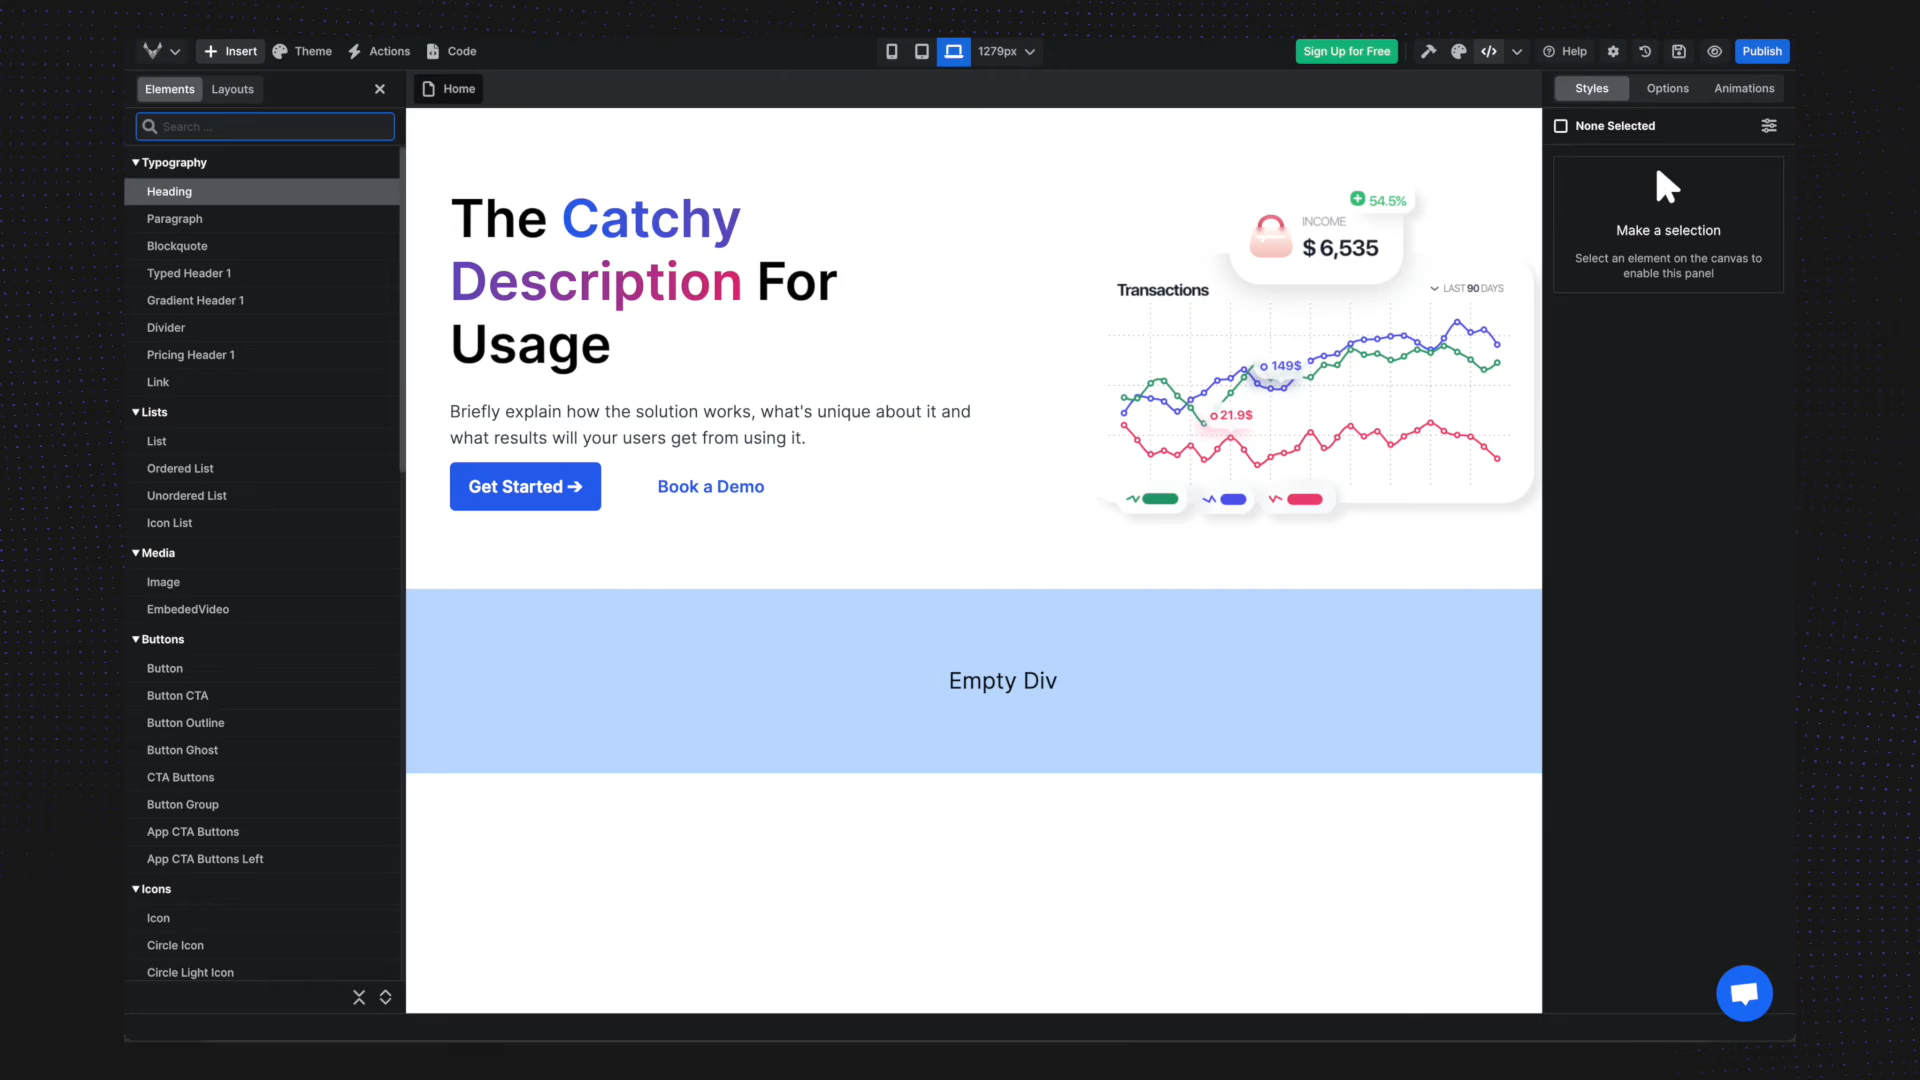 Insert
Theme
Actions
Code
1279px
Sign Up for Free
Help
Publish
Elements
Layouts
Home
Styles
Options
Animations
Search ...
None Selected
Typography
Heading
Paragraph
Blockquote
Typed Header 1
Gradient Header 1
Divider
Pricing Header 1
Link
Lists
List
Ordered List
Unordered List
Icon List
Media
Image
EmbededVideo
Buttons
Button
Button CTA
Button Outline
Button Ghost
CTA Buttons
Button Group
App CTA Buttons
App CTA Buttons Left
Icons
Icon
Circle Icon
Circle Light Icon
The Catchy
Description For
Usage
Briefly explain how the solution works, what's unique about it and
what results will your users get from using it.
Get Started →
Book a Demo
54.5%
INCOME
$ 6,535
Transactions
LAST 90 DAYS
149$
21.9$
Empty Div
Make a selection
Select an element on the canvas to
enable this panel